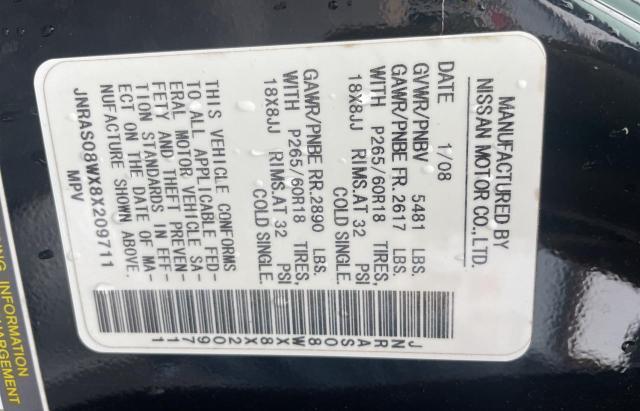 MANUFACTURED BY
NISSAN MOTOR CO.,LTD.
DATE 1/08
GVWR/PNBV 5481 LBS.
GAWR/PNBE FR.2617 LBS.
WITH P265/60R18 TIRES,
18X8JJ RIMS.AT 32 PSI
COLD SINGLE.
GAWR/PNBE RR.2890 LBS.
WITH P265/60R18 TIRES,
18X8JJ RIMS.AT 32 PSI
COLD SINGLE.
THIS VEHICLE CONFORMS
TO ALL APPLICABLE FED-
ERAL MOTOR VEHICLE SA-
FETY AND THEFT PREVEN-
TION STANDARDS IN EFF-
ECT ON THE DATE OF MA-
NUFACTURE SHOWN ABOVE.
JNRAS08WX8X209711
MPV
JNRAS08WX8X209711
INFORMATION